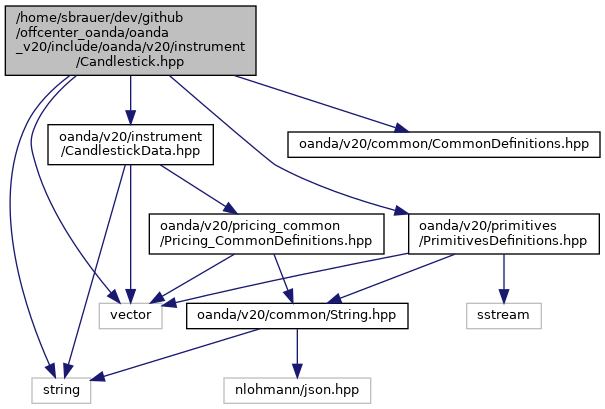 /home/sbrauer/dev/github
/offcenter_oanda/oanda
_v20/include/oanda/v20/instrument
/Candlestick.hpp
oanda/v20/instrument
/CandlestickData.hpp
oanda/v20/common/CommonDefinitions.hpp
oanda/v20/pricing_common
/Pricing_CommonDefinitions.hpp
oanda/v20/primitives
/PrimitivesDefinitions.hpp
vector
oanda/v20/common/String.hpp
sstream
string
nlohmann/json.hpp